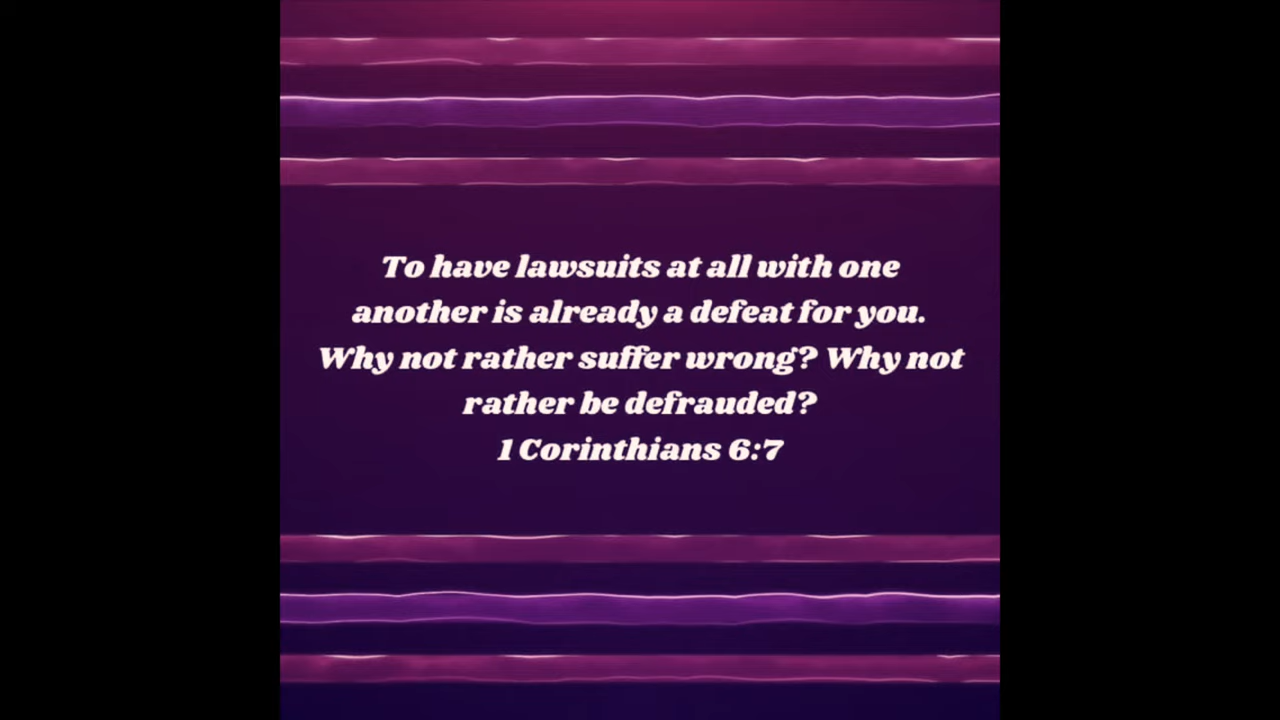 To have lawsuits at all with one
another is already a defeat for you.
Why not rather suffer wrong? Why not
rather be defrauded?
1 Corinthians 6:7